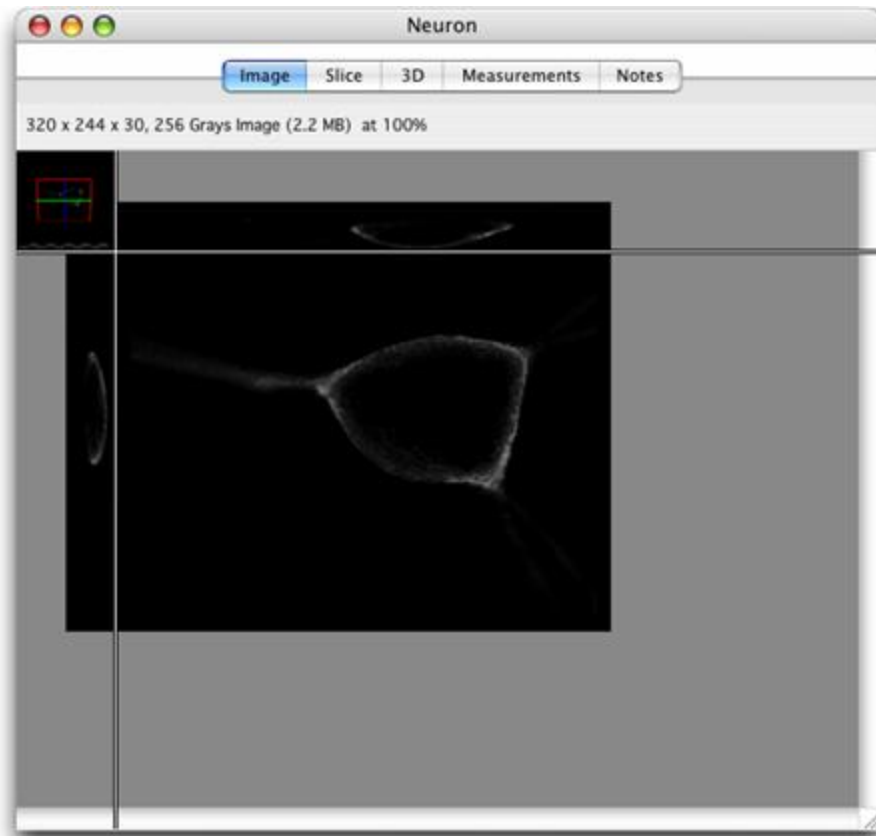 Neuron
Image Slice 3D Measurements Notes
320 x 244 x 30, 256 Grays Image (2.2 MB) at 100%